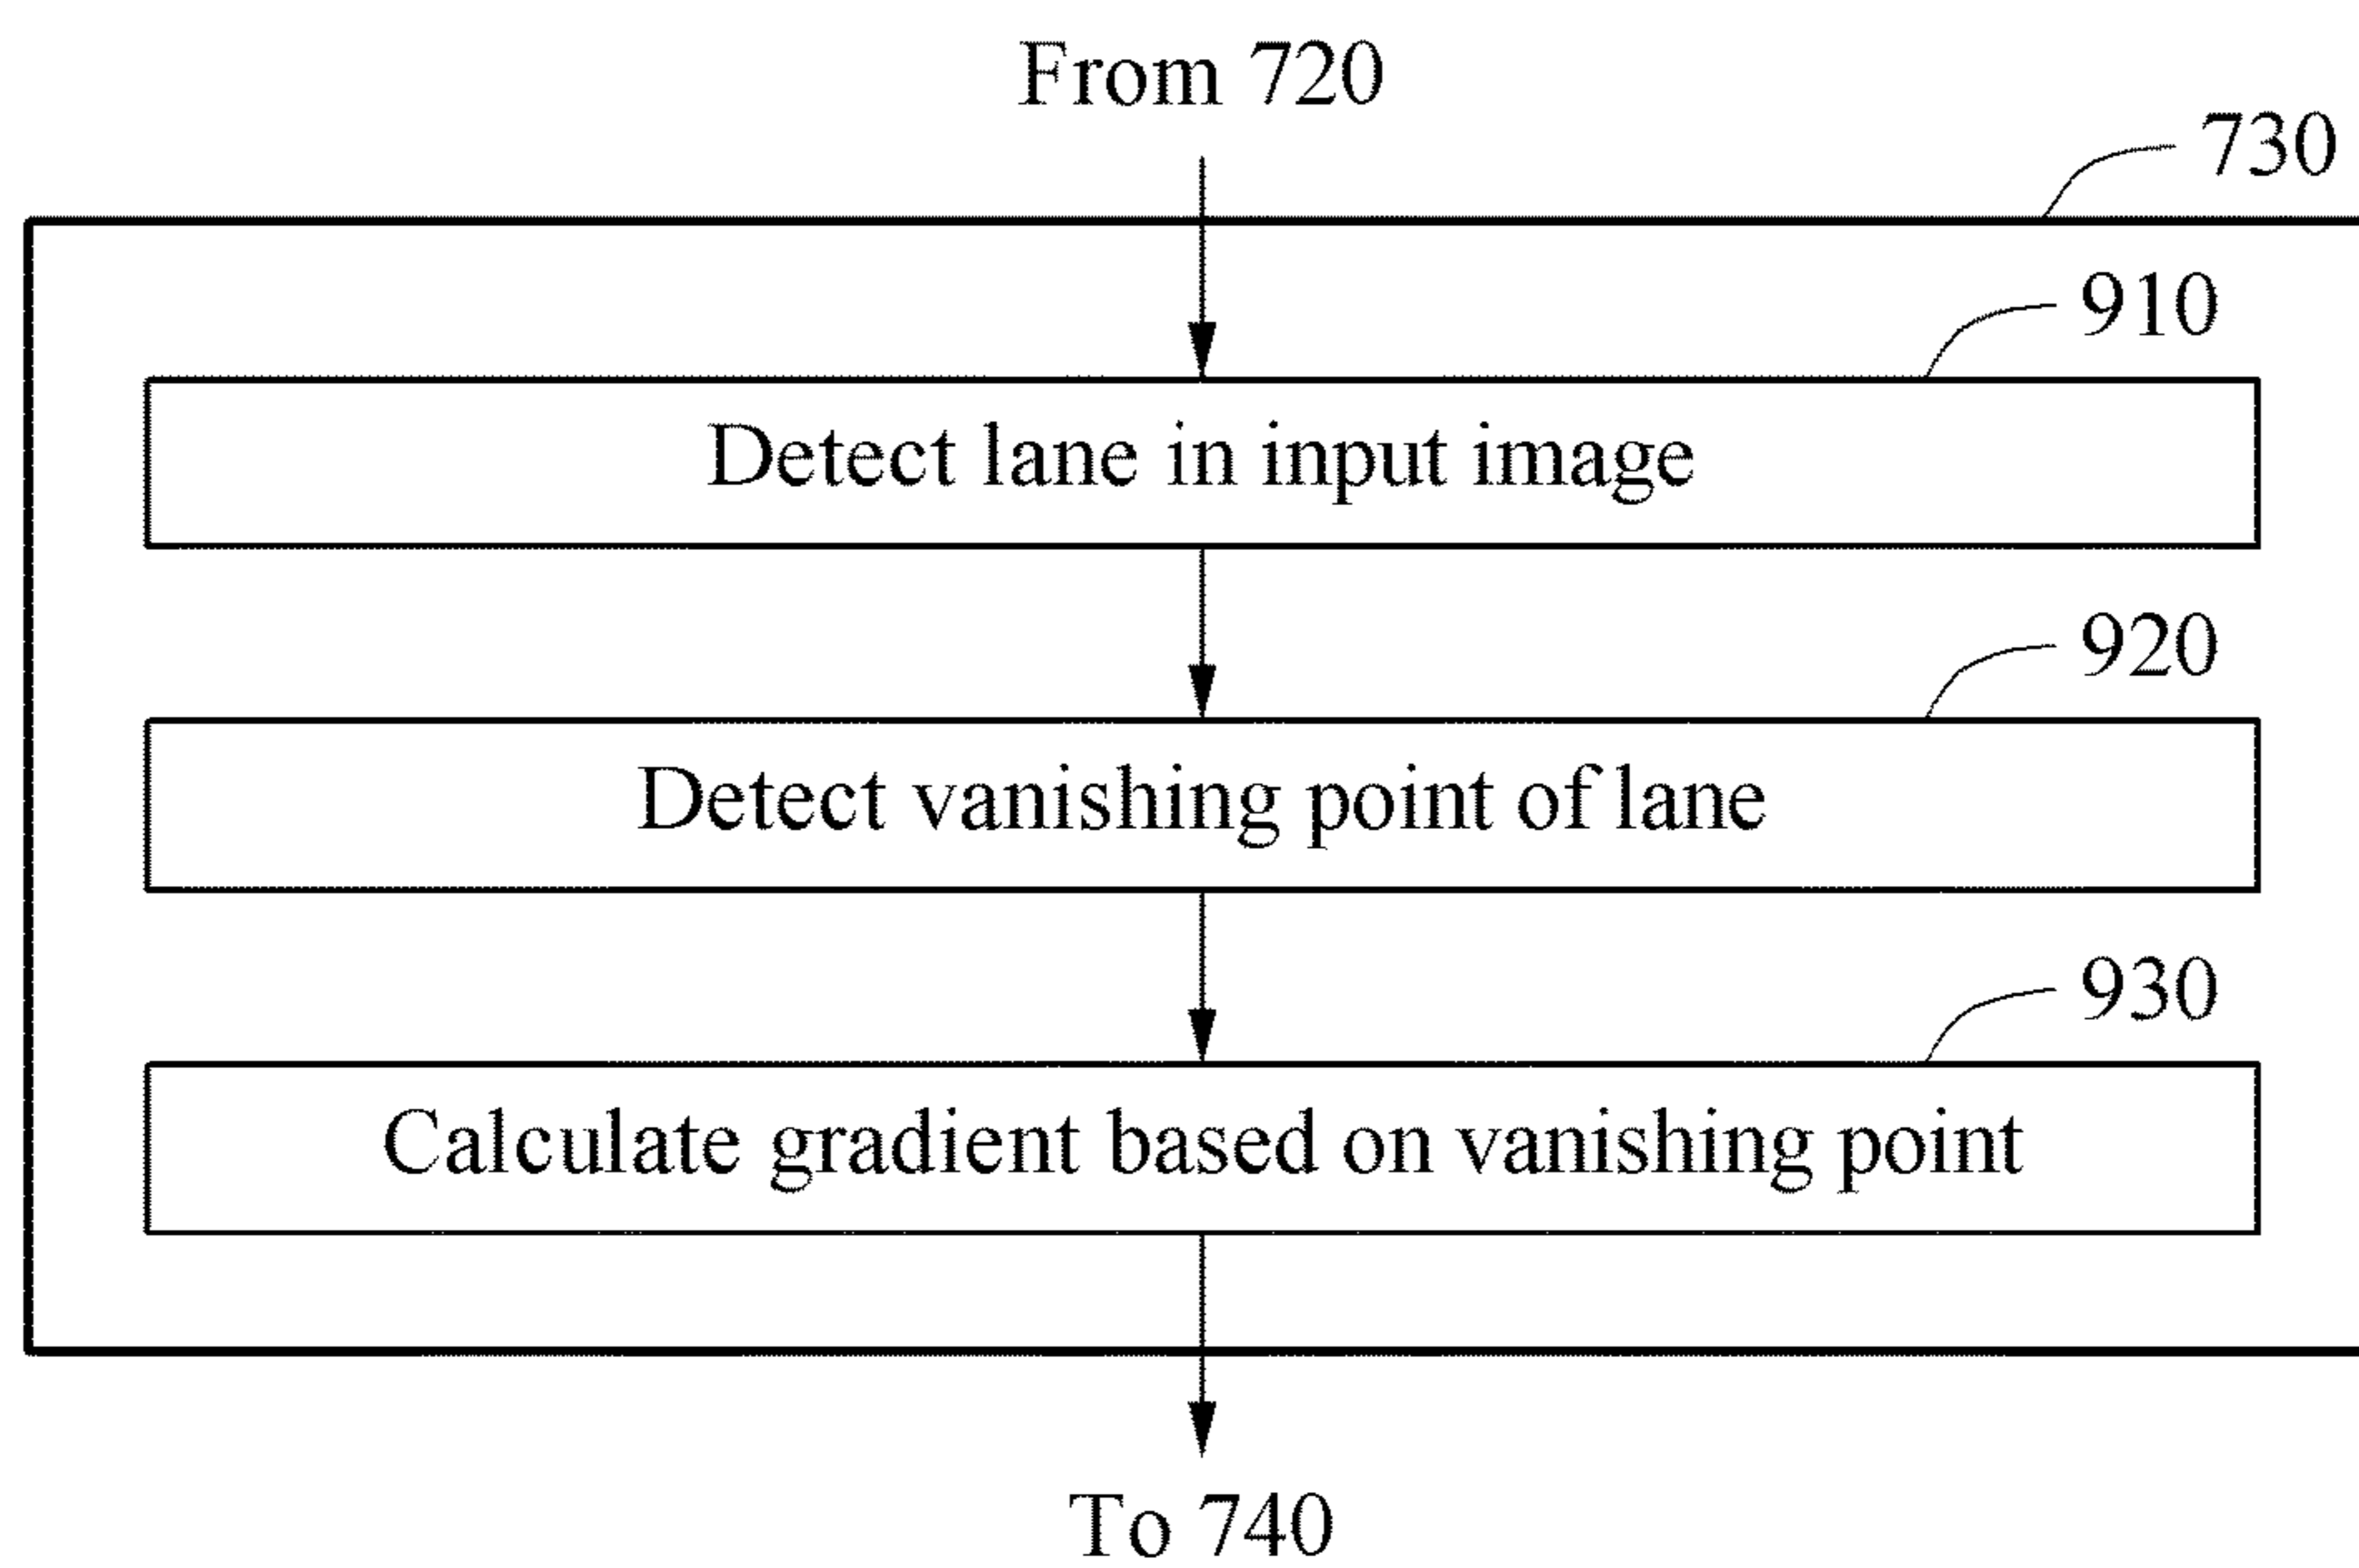 From 720
730
910
Detect lane in input image
920
Detect vanishing point of lane
930
Calculate gradient based on vanishing point
To 740